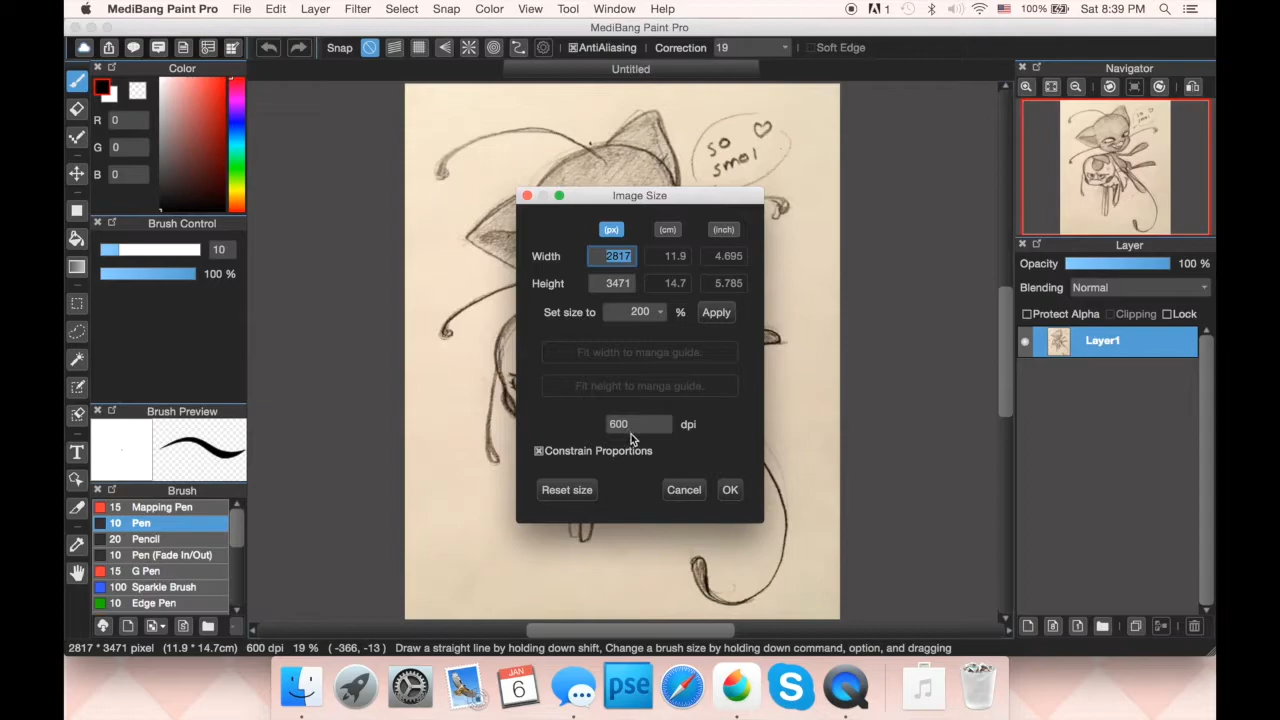 MediBang Paint Pro File Edit Layer Filter Select Snap Color View Tool Window Help 1 100% Sat 8:39 PM
MediBang Paint Pro
Snap AntiAliasing Correction 19 Soft Edge
Color
R 0
G 0
B 0
Brush Control
10
100 %
Brush Preview
Brush
15 Mapping Pen
10 Pen
20 Pencil
10 Pen (Fade In/Out)
15 G Pen
100 Sparkle Brush
10 Edge Pen
Untitled
so
smol
Image Size
(px) (cm) (inch)
Width 2817 11.9 4.695
Height 3471 14.7 5.785
Set size to 200 % Apply
Fit width to manga guide.
Fit height to manga guide.
600 dpi
Constrain Proportions
Reset size Cancel OK
Navigator
so
smol
Layer
Opacity 100 %
Blending Normal
Protect Alpha Clipping Lock
Layer1
2817 * 3471 pixel (11.9 * 14.7cm) 600 dpi 19 % (-366, -13) Draw a straight line by holding down shift, Change a brush size by holding down command, option, and dragging
JAN
6
pse
S